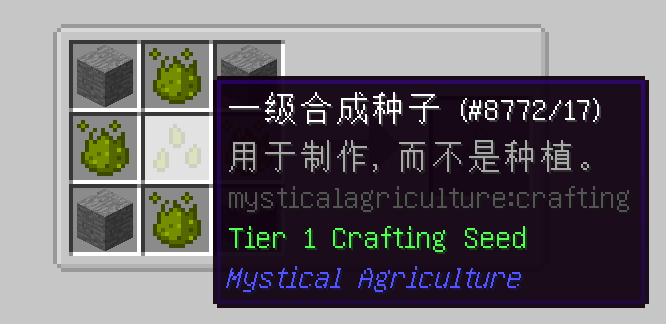 一级合成种子 (#8772/17)
用于制作, 而不是种植。
mysticalagriculture:crafting
Tier 1 Crafting Seed
Mystical Agriculture